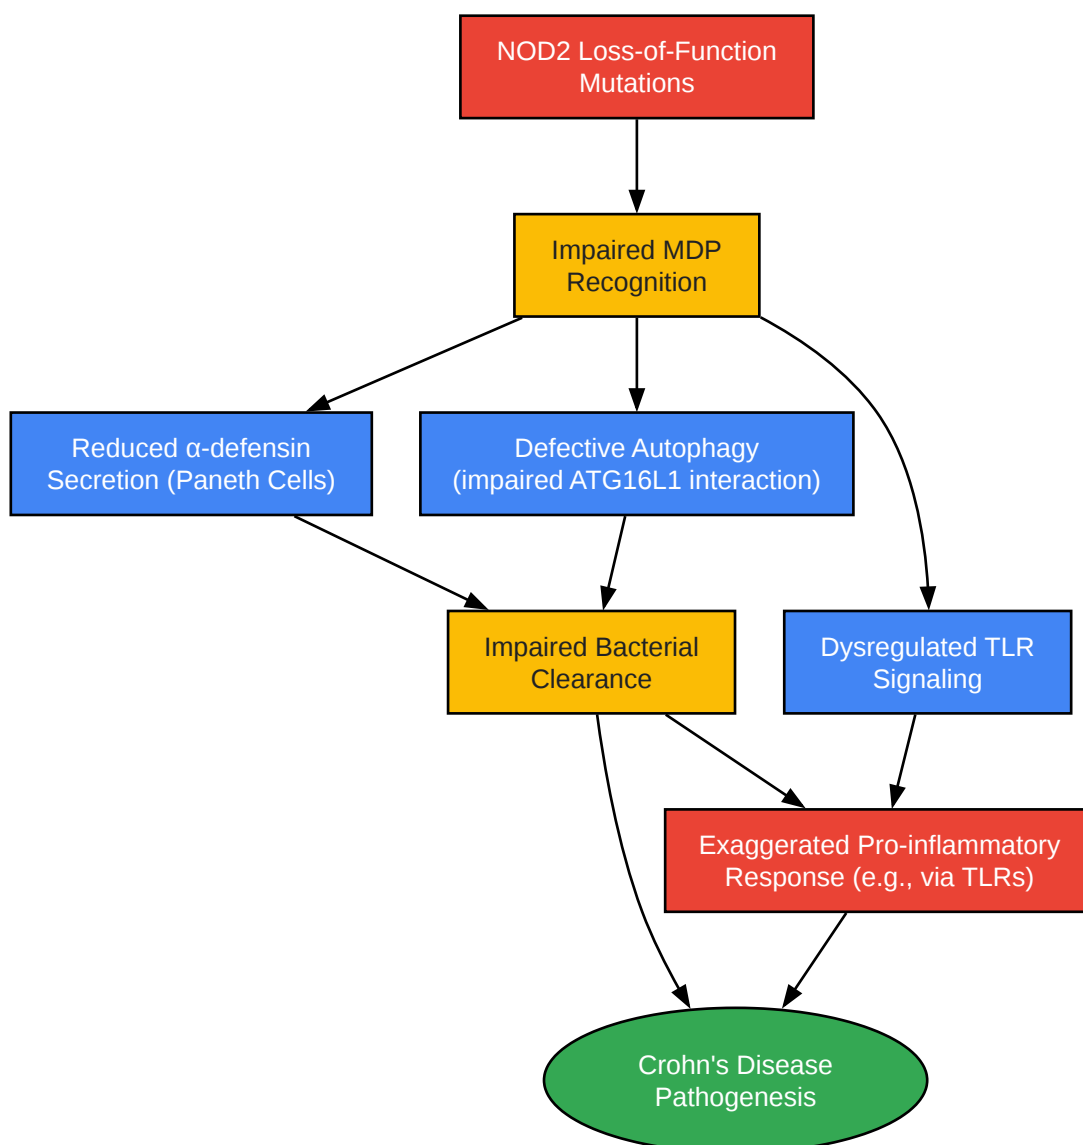 NOD2 Loss-of-Function
Mutations
Impaired MDP
Recognition
Reduced α-defensin
Secretion (Paneth Cells)
Defective Autophagy
(impaired ATG16L1 interaction)
Impaired Bacterial
Clearance
Dysregulated TLR
Signaling
Exaggerated Pro-inflammatory
Response (e.g., via TLRs)
Crohn's Disease
Pathogenesis